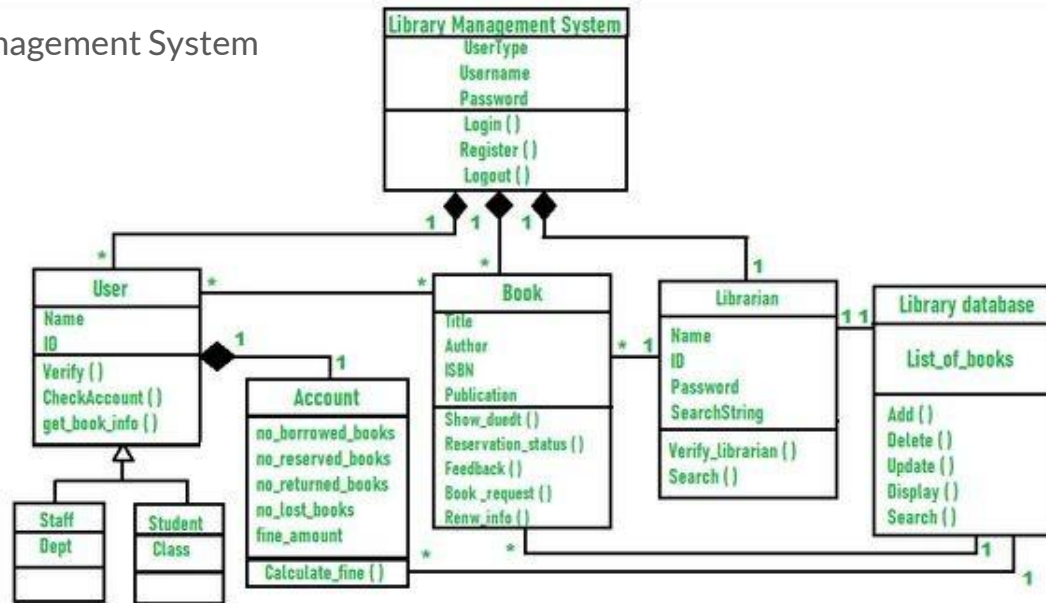 nagement System
Library Management System
UserType
Username
Password
Login ( )
Register ( )
Logout ( )
1
1
1
*
*
1
User
Name
ID
Verify ( )
CheckAccount ( )
get_book_info ( )
*
*
1
1
Account
no_borrowed_books
no_reserved_books
no_returned_books
no_lost_books
fine_amount
Calculate_fine ( )
Staff
Dept
Student
Class
Book
Title
Author
ISBN
Publication
Show_duedt ( )
Reservation_status ( )
Feedback ( )
Book _request ( )
Renw_info ( )
*
1
Librarian
Name
ID
Password
SearchString
Verify_librarian ( )
Search ( )
1
1
Library database
List_of_books
Add ( )
Delete ( )
Update ( )
Display ( )
Search ( )
*
1
*
1